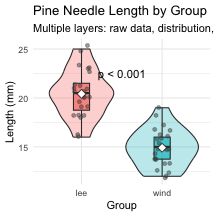 Pine Needle Length by Group
Multiple layers: raw data, distribution,
25
20
15
Length (mm)
p < 0.001
lee wind
Group